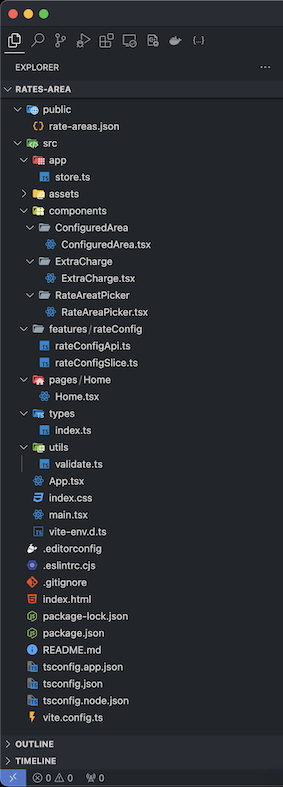 EXPLORER
RATES-AREA
public
rate-areas.json
src
app
store.ts
assets
components
ConfiguredArea
ConfiguredArea.tsx
ExtraCharge
ExtraCharge.tsx
RateAreatPicker
RateAreaPicker.tsx
features/rateConfig
rateConfigApi.ts
rateConfigSlice.ts
pages/Home
Home.tsx
types
index.ts
utils
validate.ts
App.tsx
index.css
main.tsx
vite-env.d.ts
.editorconfig
.eslintrc.cjs
.gitignore
index.html
package-lock.json
package.json
README.md
tsconfig.app.json
tsconfig.json
tsconfig.node.json
vite.config.ts
OUTLINE
TIMELINE
0 0 0